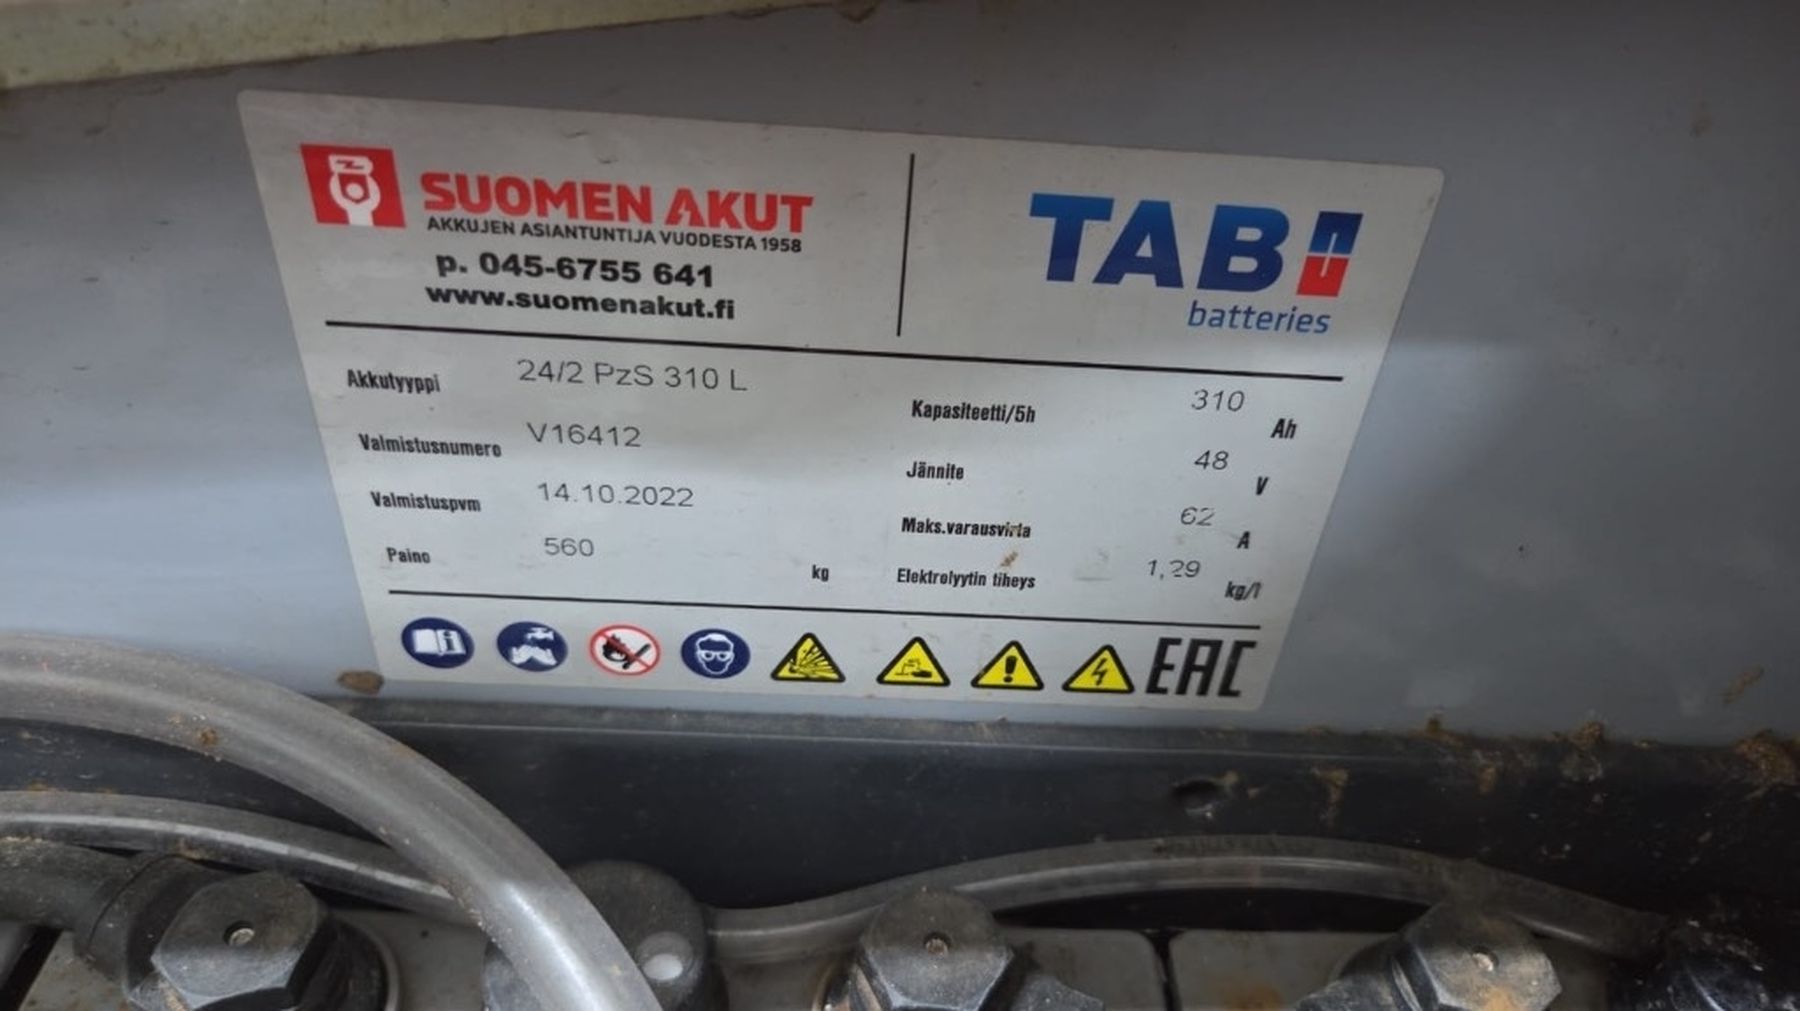 SUOMEN AKUT
AKKUJEN ASIANTUNTIJA VUODESTA 1958
p. 045-6755 641
www.suomenakut.fi
TAB
batteries
Akkutyyppi 24/2 PzS 310 L
Valmistusnumero V16412
Valmistuspvm 14.10.2022
Paino 560 kg
Kapasiteetti/5h 310 Ah
Jännite 48 V
Maks.varausvirta 62 A
Elektrolyytin tiheys 1,29 kg/l
EAC